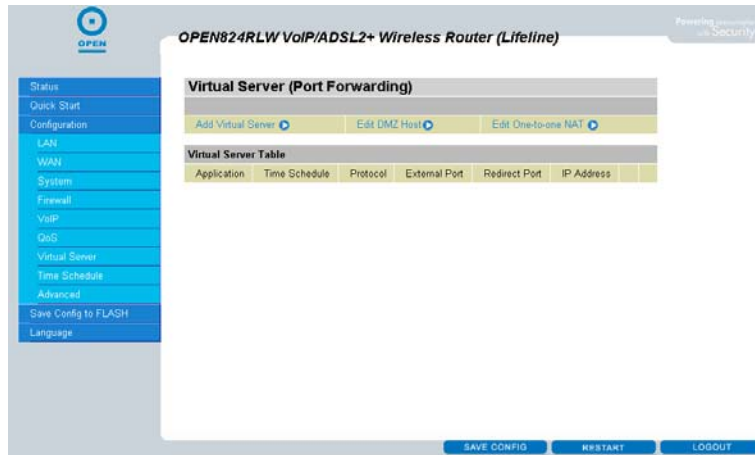 OPEN
OPEN824RLW VoIP/ADSL2+ Wireless Router (Lifeline)
Powering
with Security
Status
Quick Start
Configuration
LAN
WAN
System
Firewall
VoIP
QoS
Virtual Server
Time Schedule
Advanced
Save Config to FLASH
Language
Virtual Server (Port Forwarding)
Add Virtual Server Edit DMZ Host Edit One-to-one NAT
Virtual Server Table
Application Time Schedule Protocol External Port Redirect Port IP Address
SAVE CONFIG RESTART LOGOUT